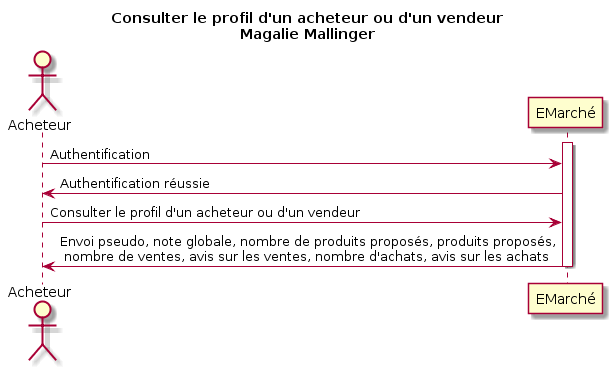 Consulter le profil d'un acheteur ou d'un vendeur
Magalie Mallinger
Acheteur
EMarché
Authentification
Authentification réussie
Consulter le profil d'un acheteur ou d'un vendeur
Envoi pseudo, note globale, nombre de produits proposés, produits proposés,
nombre de ventes, avis sur les ventes, nombre d'achats, avis sur les achats
Acheteur
EMarché